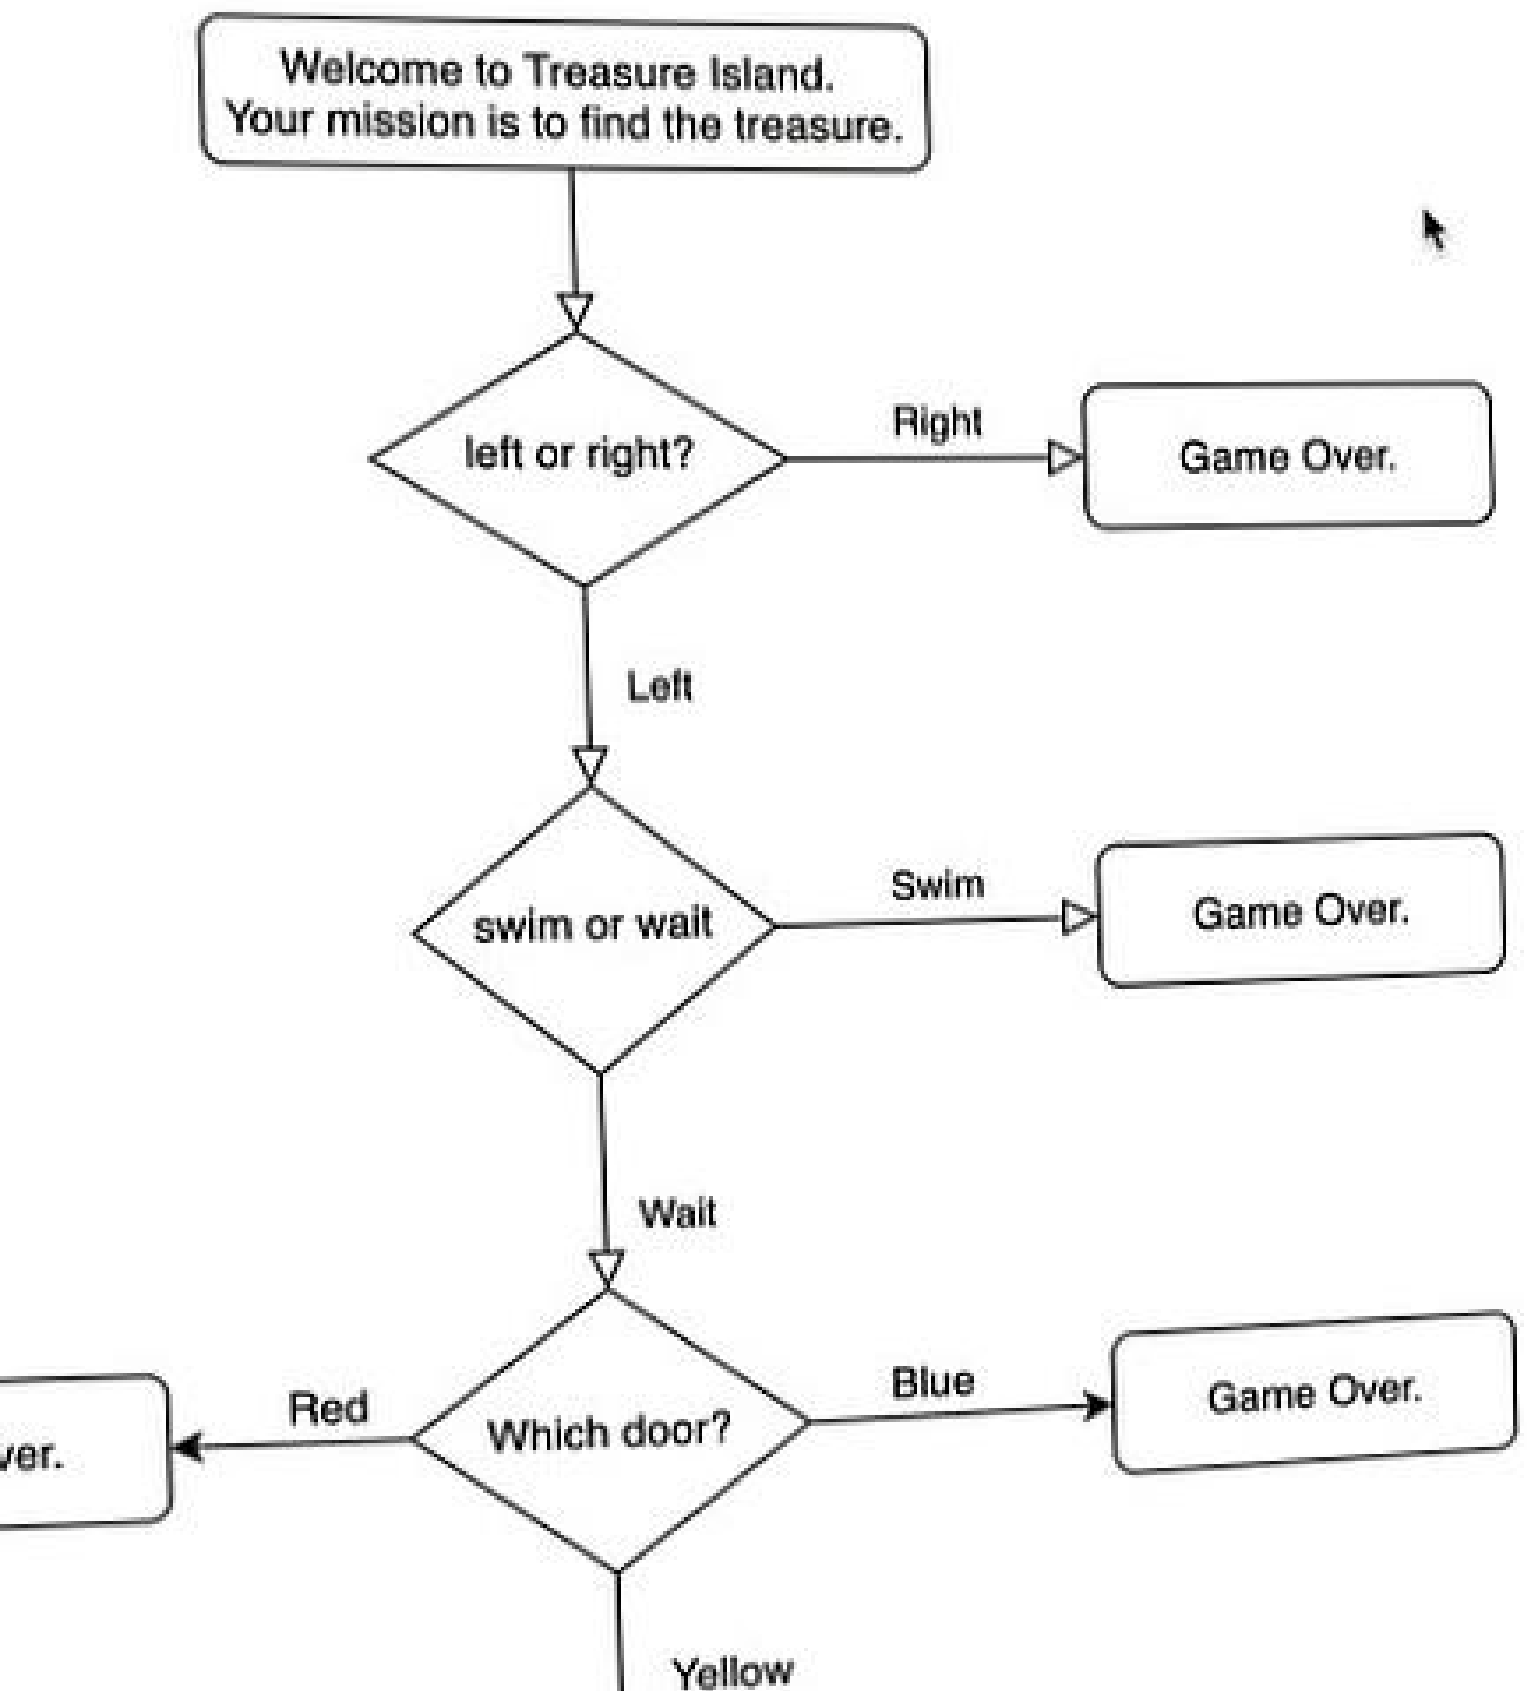 Welcome to Treasure Island.
Your mission is to find the treasure.
left or right?
Right
Game Over.
Left
swim or wait
Swim
Game Over.
Wait
ver.
Red
Which door?
Blue
Game Over.
Yellow